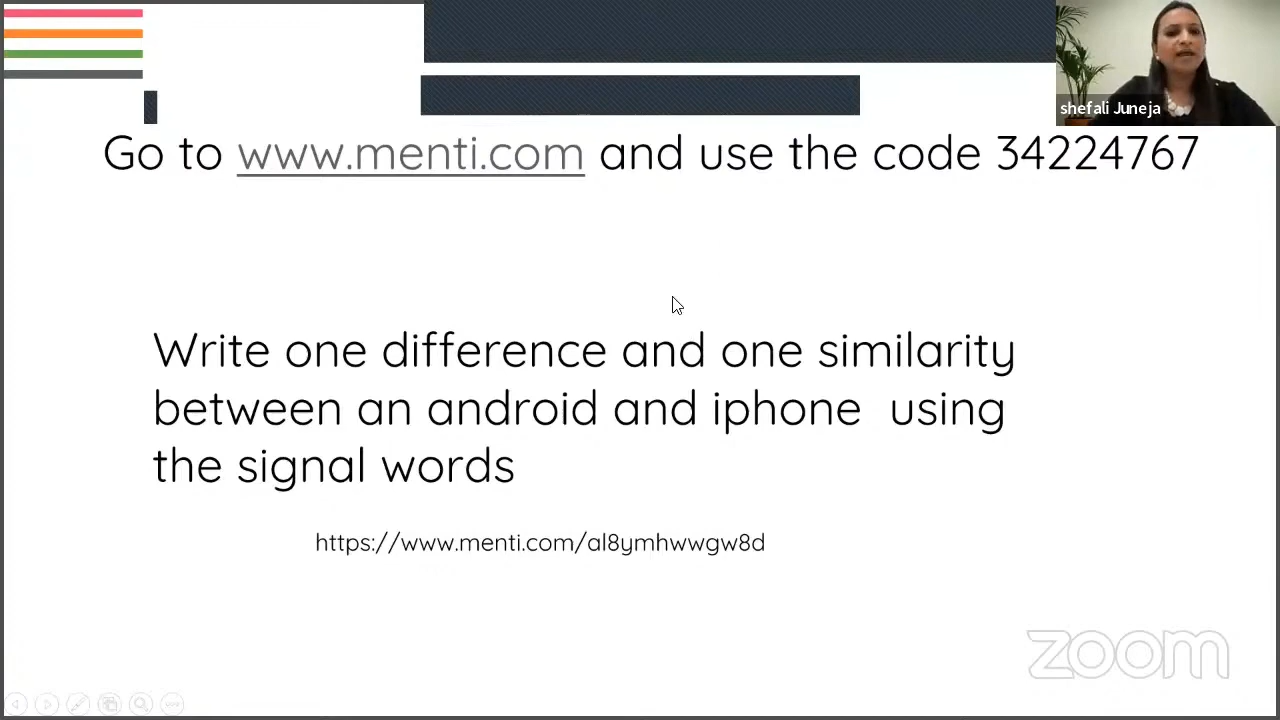 shefali Juneja
Go to www.menti.com and use the code 34224767
Write one difference and one similarity
between an android and iphone using
the signal words
https://www.menti.com/al8ymhwwgw8d
zoom